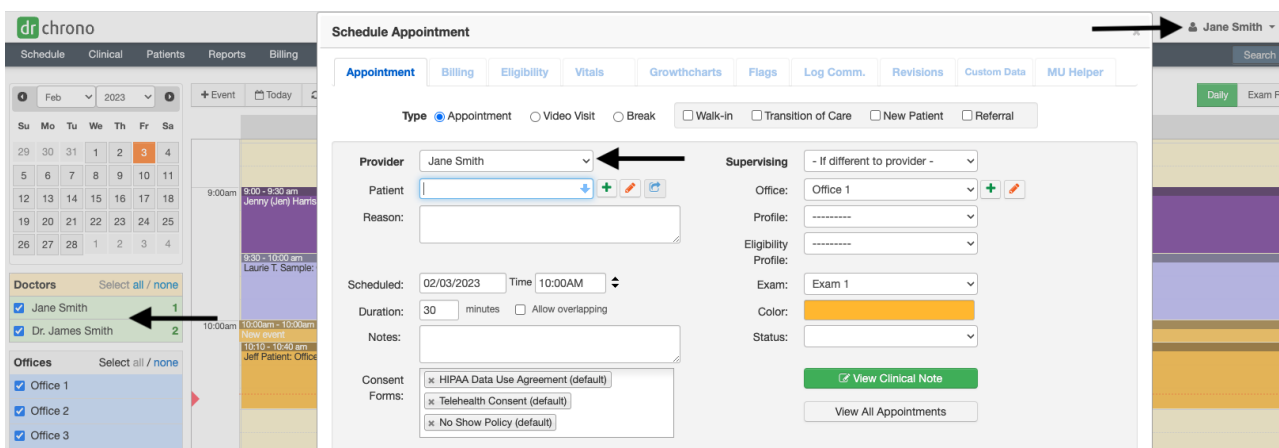 drchrono
Jane Smith
Schedule Clinical Patients Reports Billing
Search
Schedule Appointment
×
Appointment Billing Eligibility Vitals Growthcharts Flags Log Comm. Revisions Custom Data MU Helper
Type Appointment Video Visit Break Walk-in Transition of Care New Patient Referral
Feb 2023
+ Event Today
Daily Exam
Su Mo Tu We Th Fr Sa
29 30 31 1 2 3 4
5 6 7 8 9 10 11
12 13 14 15 16 17 18
19 20 21 22 23 24 25
26 27 28 1 2 3 4
Doctors Select all / none
Jane Smith 1
Dr. James Smith 2
Offices Select all / none
Office 1
Office 2
Office 3
9:00am
9:00 - 9:30 am
Jenny (Jen) Harris
9:30 - 10:00 am
Laurie T. Sample:
10:00am
10:00am - 10:00am
New event
10:10 - 10:40 am
Jeff Patient: Office
Provider Jane Smith
Patient
Reason:
Scheduled: 02/03/2023 Time 10:00AM
Duration: 30 minutes Allow overlapping
Notes:
Consent Forms:
× HIPAA Data Use Agreement (default)
× Telehealth Consent (default)
× No Show Policy (default)
Supervising - If different to provider -
Office: Office 1
Profile: ---------
Eligibility Profile: ---------
Exam: Exam 1
Color:
Status:
View Clinical Note
View All Appointments